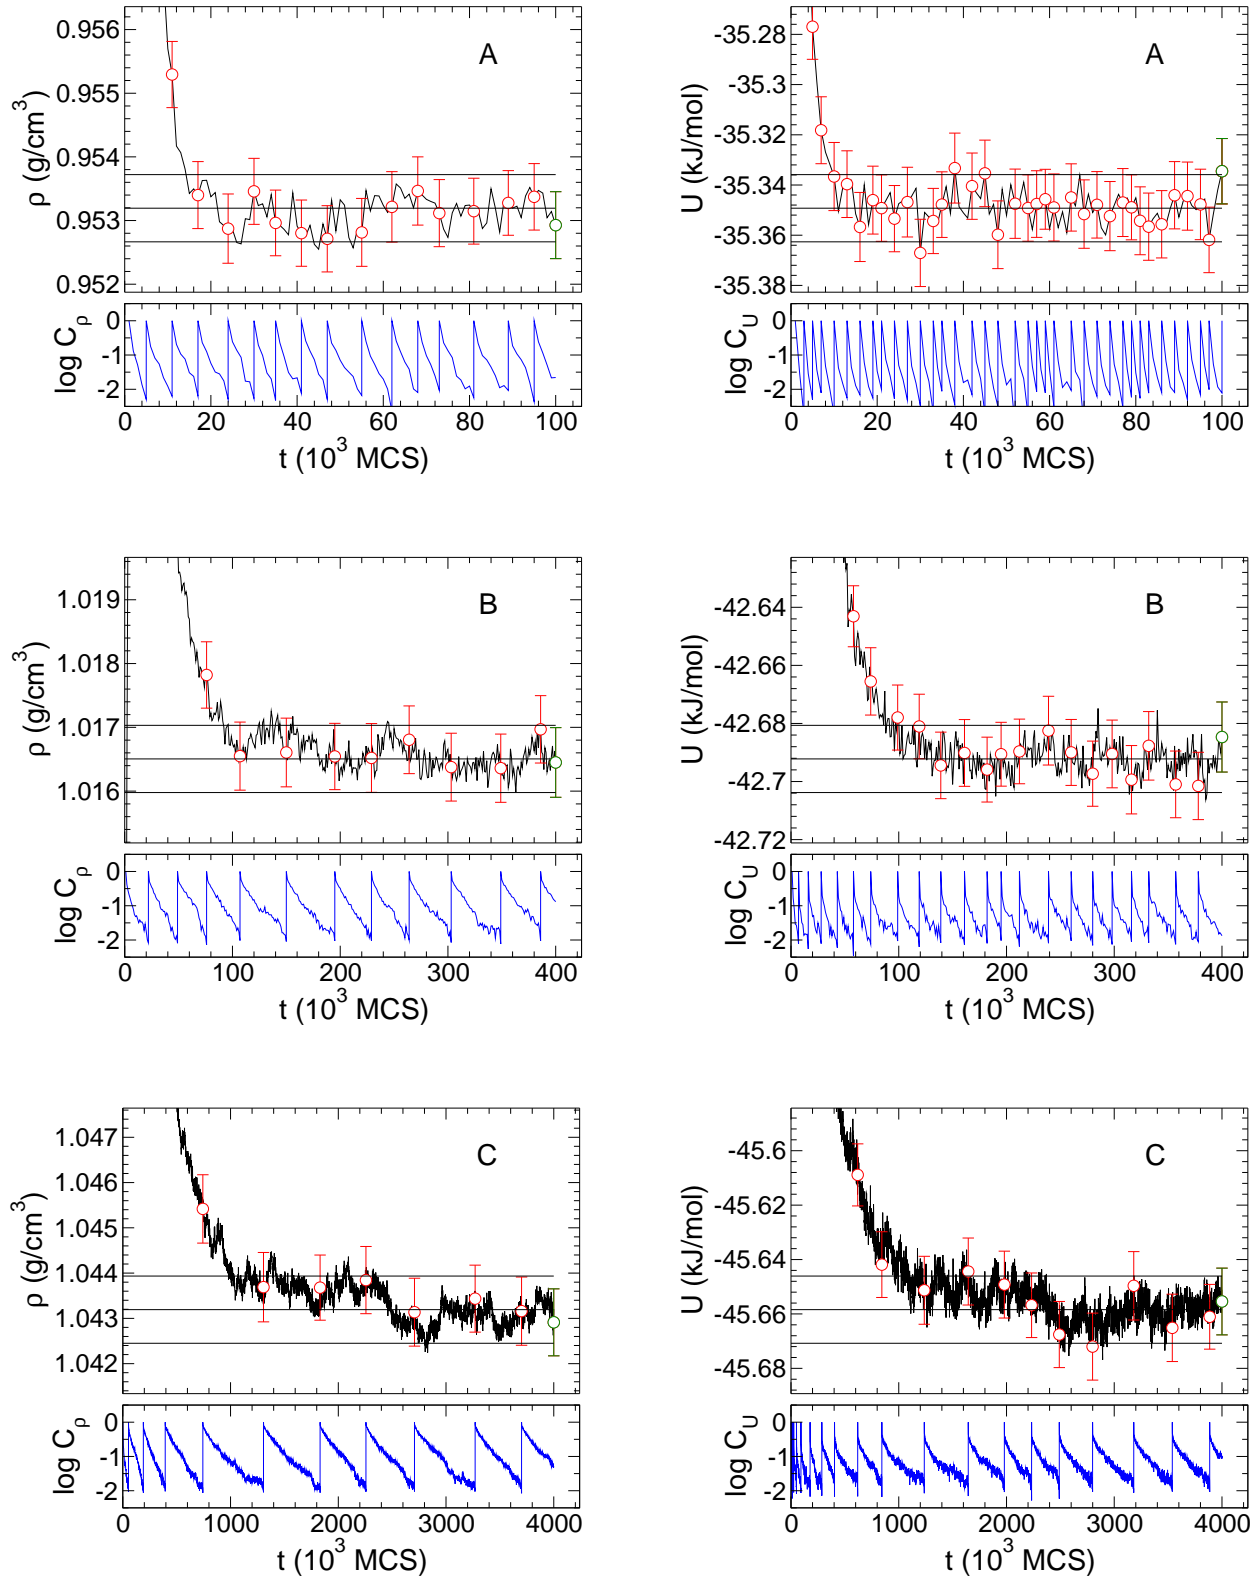 0.956
0.955
0.954
0.953
0.952
ρ (g/cm³)
A
0
-1
-2
log Cρ
0 20 40 60 80 100
t (10³ MCS)
-35.28
-35.3
-35.32
-35.34
-35.36
-35.38
U (kJ/mol)
A
0
-1
-2
log C_U
0 20 40 60 80 100
t (10³ MCS)
1.019
1.018
1.017
1.016
ρ (g/cm³)
B
0
-1
-2
log Cρ
0 100 200 300 400
t (10³ MCS)
-42.64
-42.66
-42.68
-42.7
-42.72
U (kJ/mol)
B
0
-1
-2
log C_U
0 100 200 300 400
t (10³ MCS)
1.047
1.046
1.045
1.044
1.043
1.042
ρ (g/cm³)
C
0
-1
-2
log Cρ
0 1000 2000 3000 4000
t (10³ MCS)
-45.6
-45.62
-45.64
-45.66
-45.68
U (kJ/mol)
C
0
-1
-2
log C_U
0 1000 2000 3000 4000
t (10³ MCS)